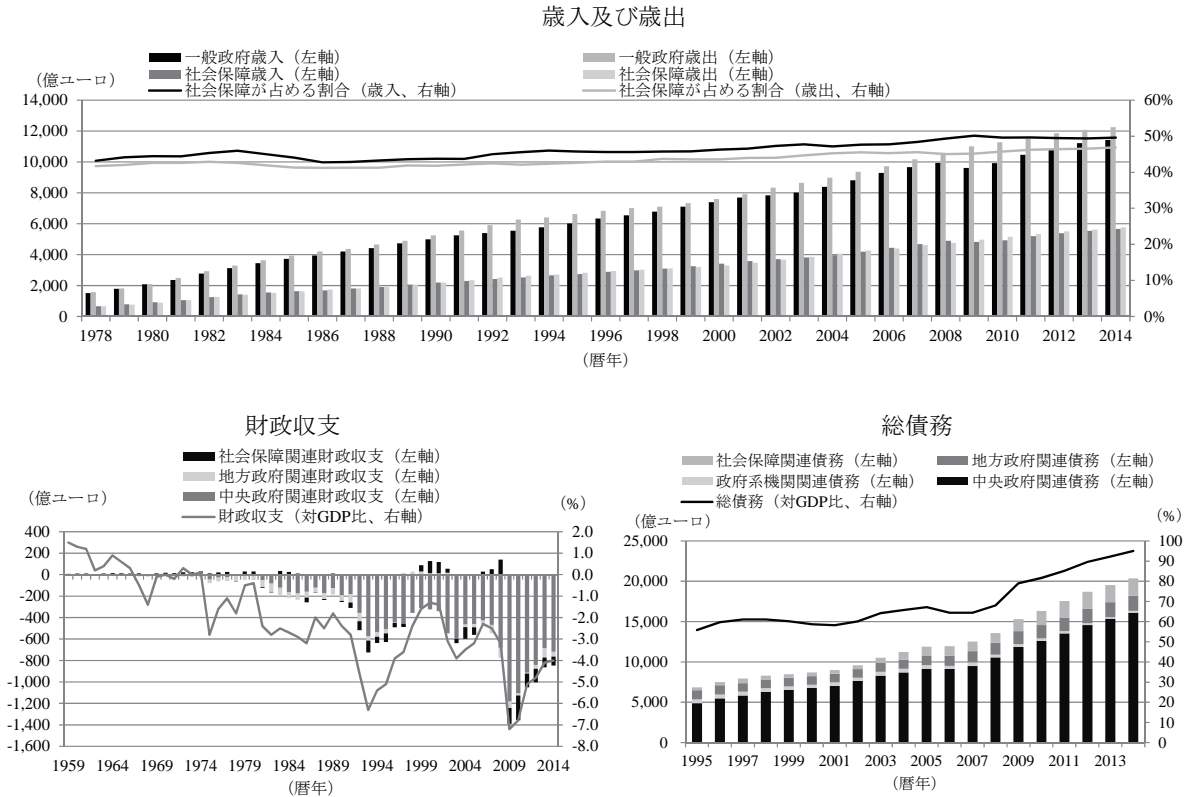 歳入及び歳出
一般政府歳入（左軸）
一般政府歳出（左軸）
社会保障歳入（左軸）
社会保障歳出（左軸）
社会保障が占める割合（歳入、右軸）
社会保障が占める割合（歳出、右軸）
（億ユーロ）
14,000
12,000
10,000
8,000
6,000
4,000
2,000
0
60%
50%
40%
30%
20%
10%
0%
1978 1980 1982 1984 1986 1988 1990 1992 1994 1996 1998 2000 2002 2004 2006 2008 2010 2012 2014
（暦年）
財政収支
社会保障関連財政収支（左軸）
地方政府関連財政収支（左軸）
中央政府関連財政収支（左軸）
財政収支（対GDP比、右軸）
（億ユーロ）
（%）
400
200
0
-200
-400
-600
-800
-1,000
-1,200
-1,400
-1,600
2.0
1.0
0.0
-1.0
-2.0
-3.0
-4.0
-5.0
-6.0
-7.0
-8.0
1959 1964 1969 1974 1979 1984 1989 1994 1999 2004 2009 2014
（暦年）
総債務
社会保障関連債務（左軸）
地方政府関連債務（左軸）
政府系機関関連債務（左軸）
中央政府関連債務（左軸）
総債務（対GDP比、右軸）
（億ユーロ）
（%）
25,000
20,000
15,000
10,000
5,000
0
100
90
80
70
60
50
40
30
20
10
0
1995 1997 1999 2001 2003 2005 2007 2009 2011 2013
（暦年）